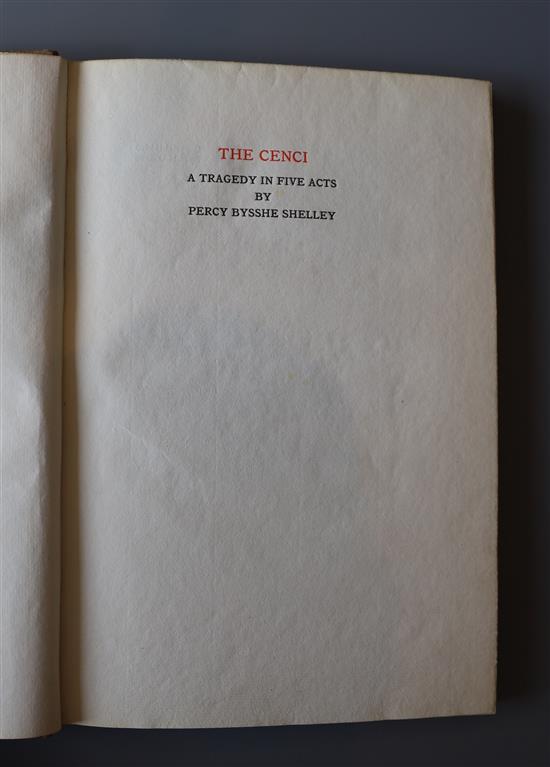 THE CENCI
A TRAGEDY IN FIVE ACTS
BY
PERCY BYSSHE SHELLEY